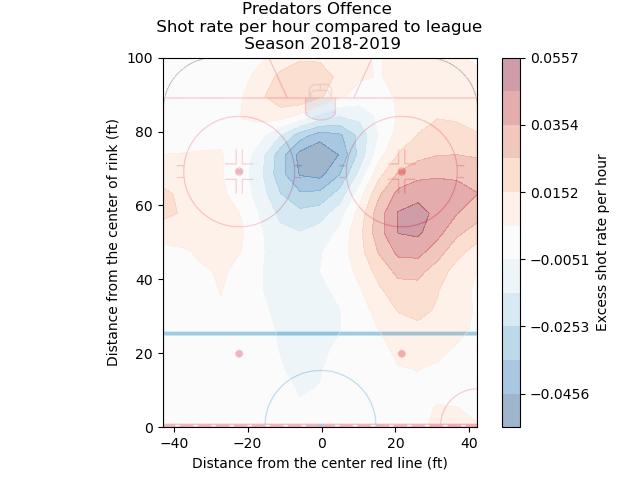 Predators Offence
Shot rate per hour compared to league
Season 2018-2019
100
80
60
40
20
0
−40
−20
0
20
40
Distance from the center of rink (ft)
Distance from the center red line (ft)
0.0557
0.0354
0.0152
−0.0051
−0.0253
−0.0456
Excess shot rate per hour